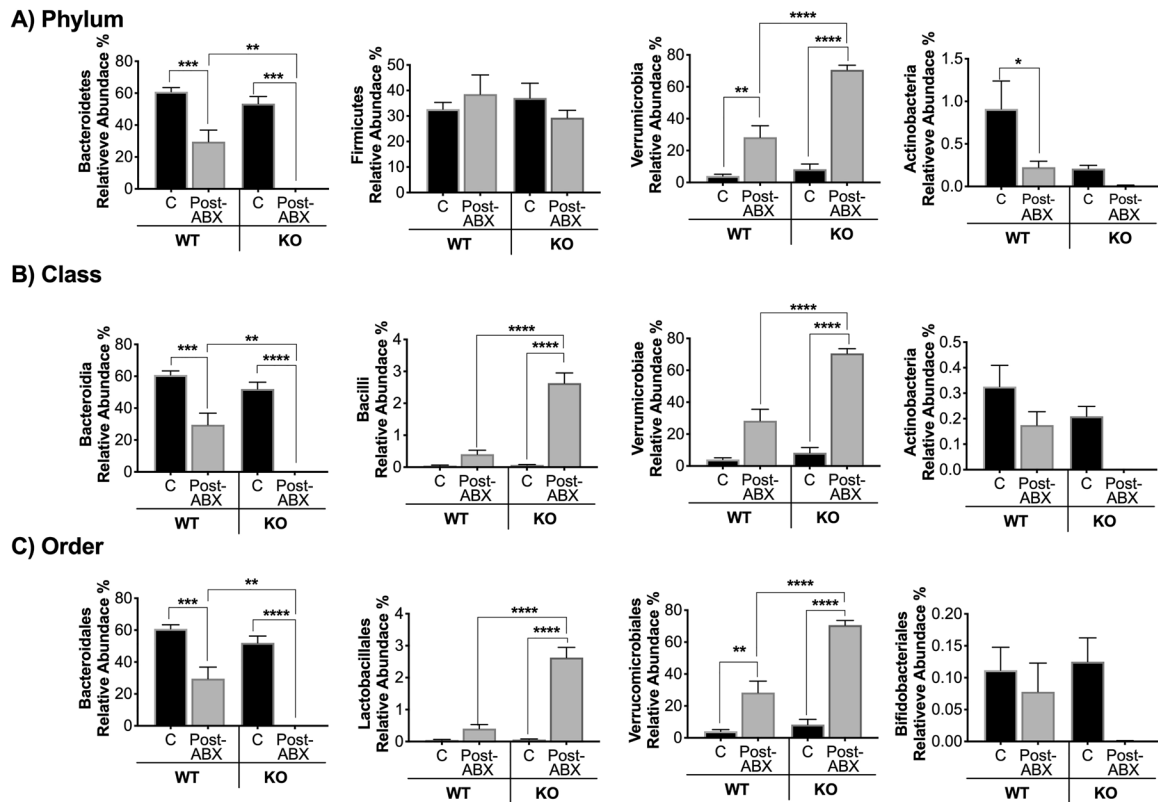 A) Phylum
Bacteroidetes
Relativeve Abundace %
80
60
40
20
0
***
**
***
C Post-ABX C Post-ABX
WT KO
Firmicutes
Relative Abundace %
50
40
30
20
10
0
C Post-ABX C Post-ABX
WT KO
Verrumicrobia
Relative Abundace %
80
60
40
20
0
**
****
****
C Post-ABX C Post-ABX
WT KO
Actinobacteria
Relativeve Abundace %
1.5
1.0
0.5
0.0
*
C Post-ABX C Post-ABX
WT KO
B) Class
Bacteroidia
Relative Abundace %
80
60
40
20
0
***
**
****
C Post-ABX C Post-ABX
WT KO
Bacilli
Relative Abundace %
4
3
2
1
0
****
****
C Post-ABX C Post-ABX
WT KO
Verrumicrobiae
Relative Abundace %
80
60
40
20
0
****
****
C Post-ABX C Post-ABX
WT KO
Actinobacteria
Relative Abundace %
0.5
0.4
0.3
0.2
0.1
0.0
C Post-ABX C Post-ABX
WT KO
C) Order
Bacteroidales
Relative Abundace %
80
60
40
20
0
***
**
****
C Post-ABX C Post-ABX
WT KO
Lactobacillales
Relative Abundace %
4
3
2
1
0
****
****
C Post-ABX C Post-ABX
WT KO
Verrucomicrobiales
Relative Abundace %
80
60
40
20
0
**
****
****
C Post-ABX C Post-ABX
WT KO
Bifidobacteriales
Relativeve Abundace %
0.20
0.15
0.10
0.05
0.00
C Post-ABX C Post-ABX
WT KO